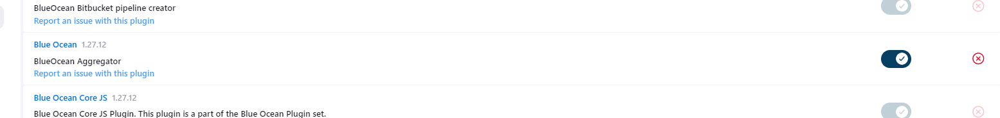 BlueOcean Bitbucket pipeline creator
Report an issue with this plugin
Blue Ocean 1.27.12
BlueOcean Aggregator
Report an issue with this plugin
Blue Ocean Core JS 1.27.12
Blue Ocean Core JS Plugin. This plugin is a part of the Blue Ocean Plugin set.